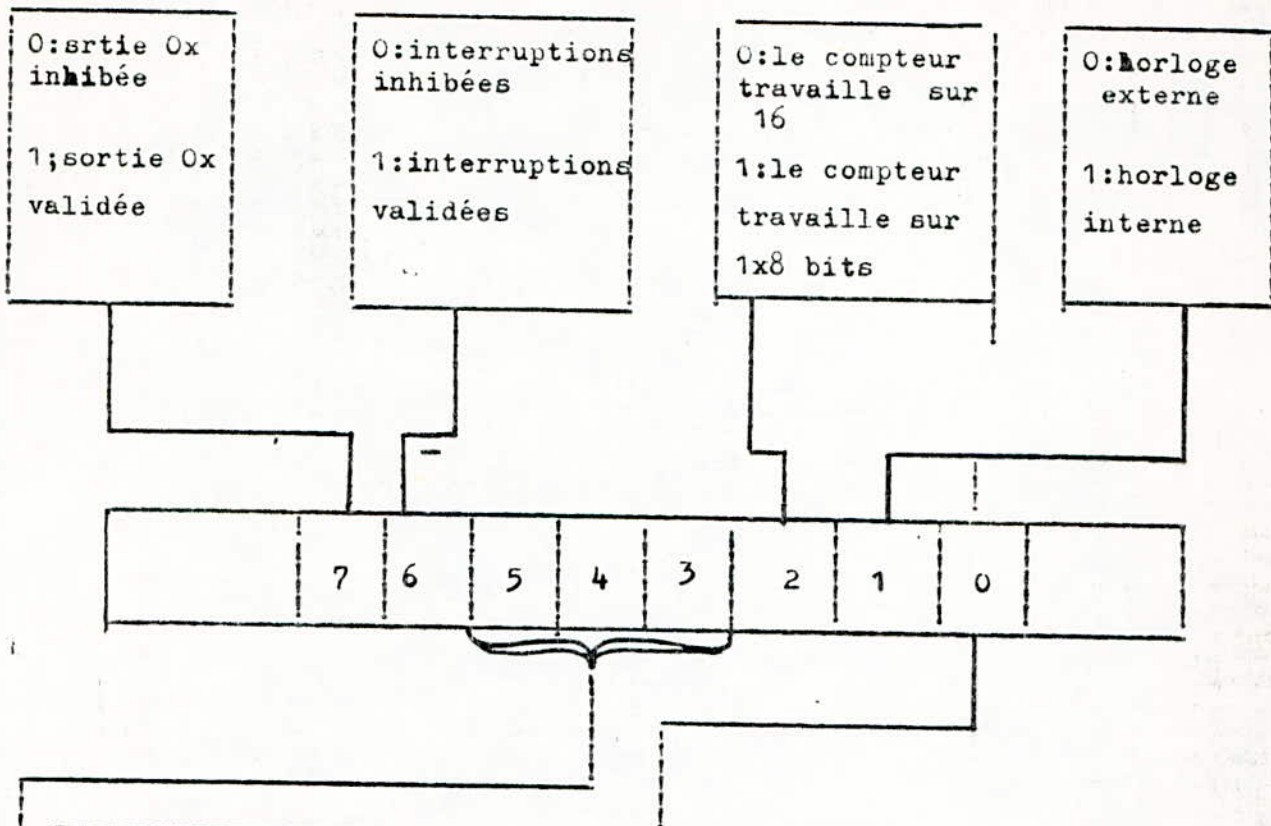 0:srtie Ox
inhibée
1;sortie Ox
validée
0:interruptions
inhibées
1:interruptions
validées
0:le compteur
travaille sur
16
1:le compteur
travaille sur
1x8 bits
0:horloge
externe
1:horloge
interne
7 6 5 4 3 2 1 0